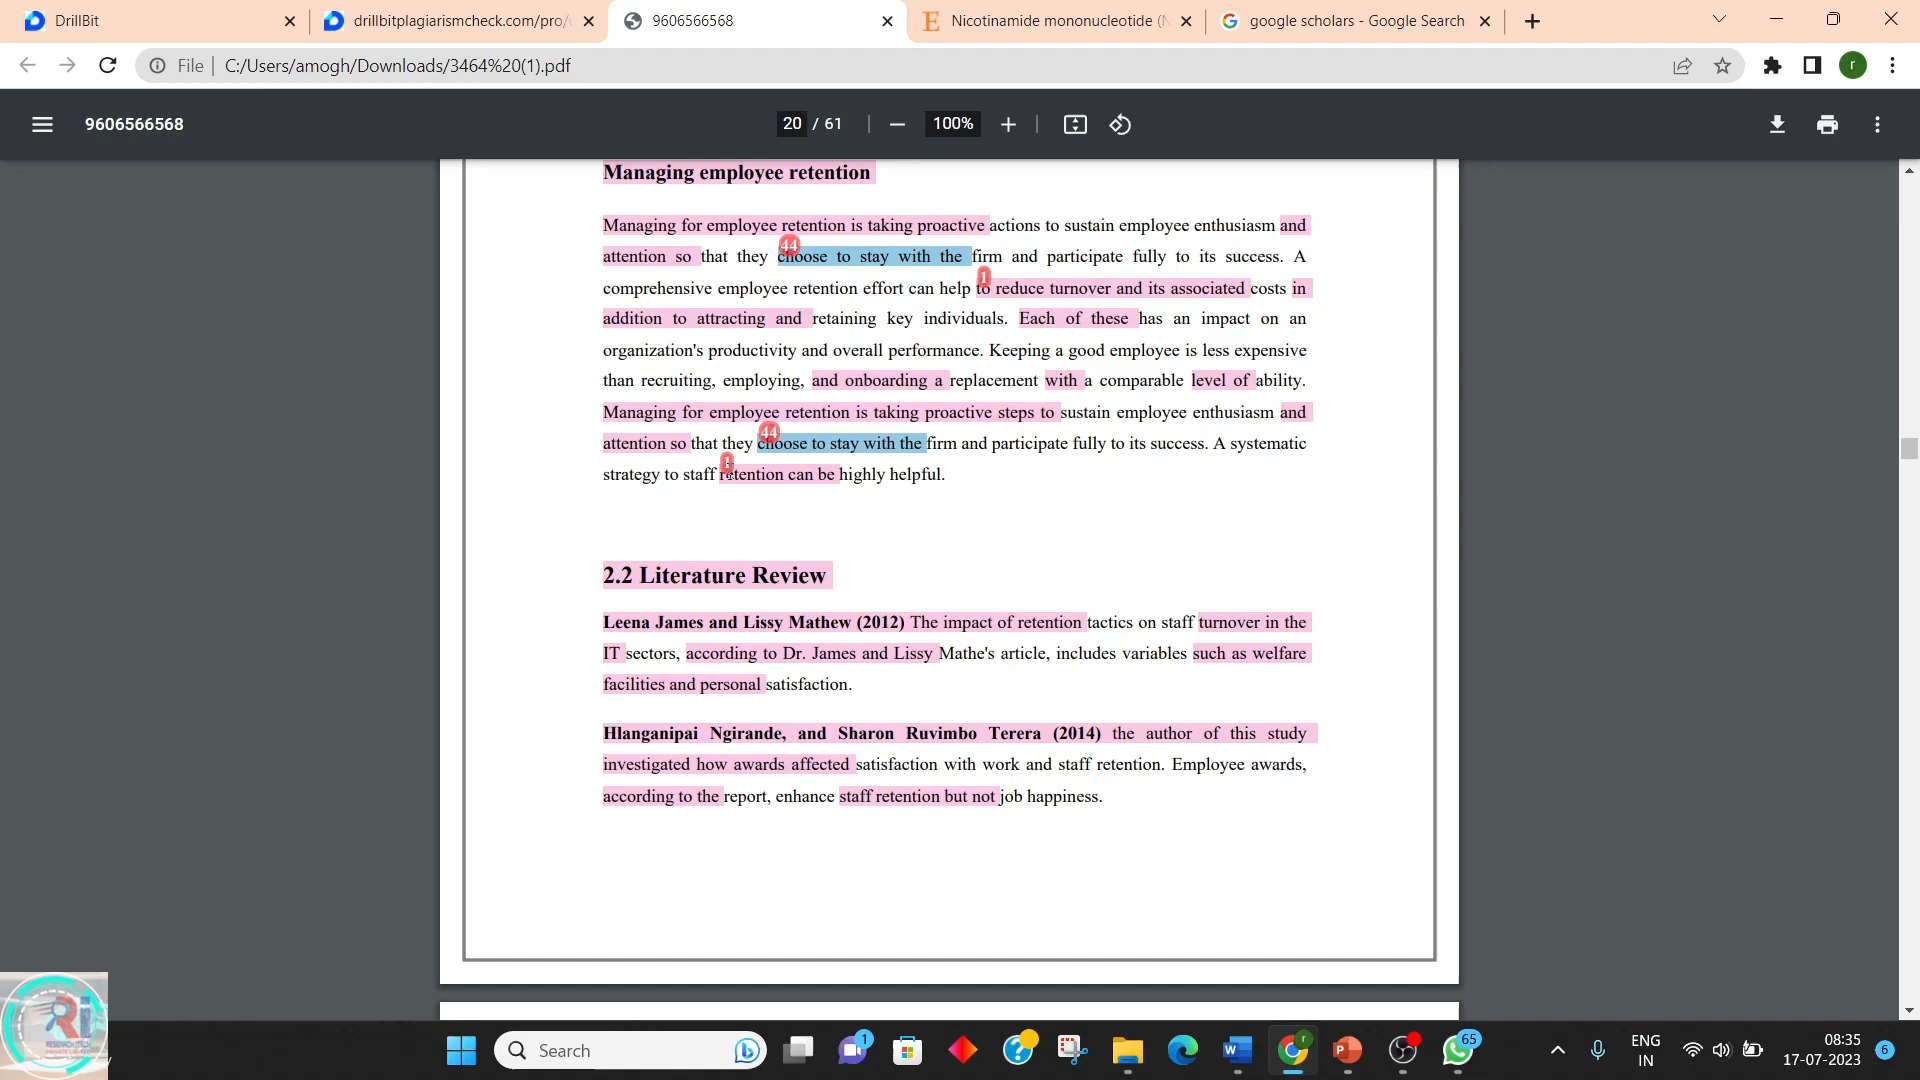 DrillBit
drillbitplagiarismcheck.com/pro/
9606566568
Nicotinamide mononucleotide (
google scholars - Google Search
File
C:/Users/amogh/Downloads/3464%20(1).pdf
r
9606566568
20 / 61
100%
Managing employee retention
Managing for employee retention is taking proactive actions to sustain employee enthusiasm and
44
attention so that they choose to stay with the firm and participate fully to its success. A
1
comprehensive employee retention effort can help to reduce turnover and its associated costs in
addition to attracting and retaining key individuals. Each of these has an impact on an
organization's productivity and overall performance. Keeping a good employee is less expensive
than recruiting, employing, and onboarding a replacement with a comparable level of ability.
Managing for employee retention is taking proactive steps to sustain employee enthusiasm and
44
attention so that they choose to stay with the firm and participate fully to its success. A systematic
1
strategy to staff retention can be highly helpful.
2.2 Literature Review
Leena James and Lissy Mathew (2012) The impact of retention tactics on staff turnover in the
IT sectors, according to Dr. James and Lissy Mathe's article, includes variables such as welfare
facilities and personal satisfaction.
Hlanganipai Ngirande, and Sharon Ruvimbo Terera (2014) the author of this study
investigated how awards affected satisfaction with work and staff retention. Employee awards,
according to the report, enhance staff retention but not job happiness.
Search
1
65
ENG
IN
08:35
17-07-2023
6